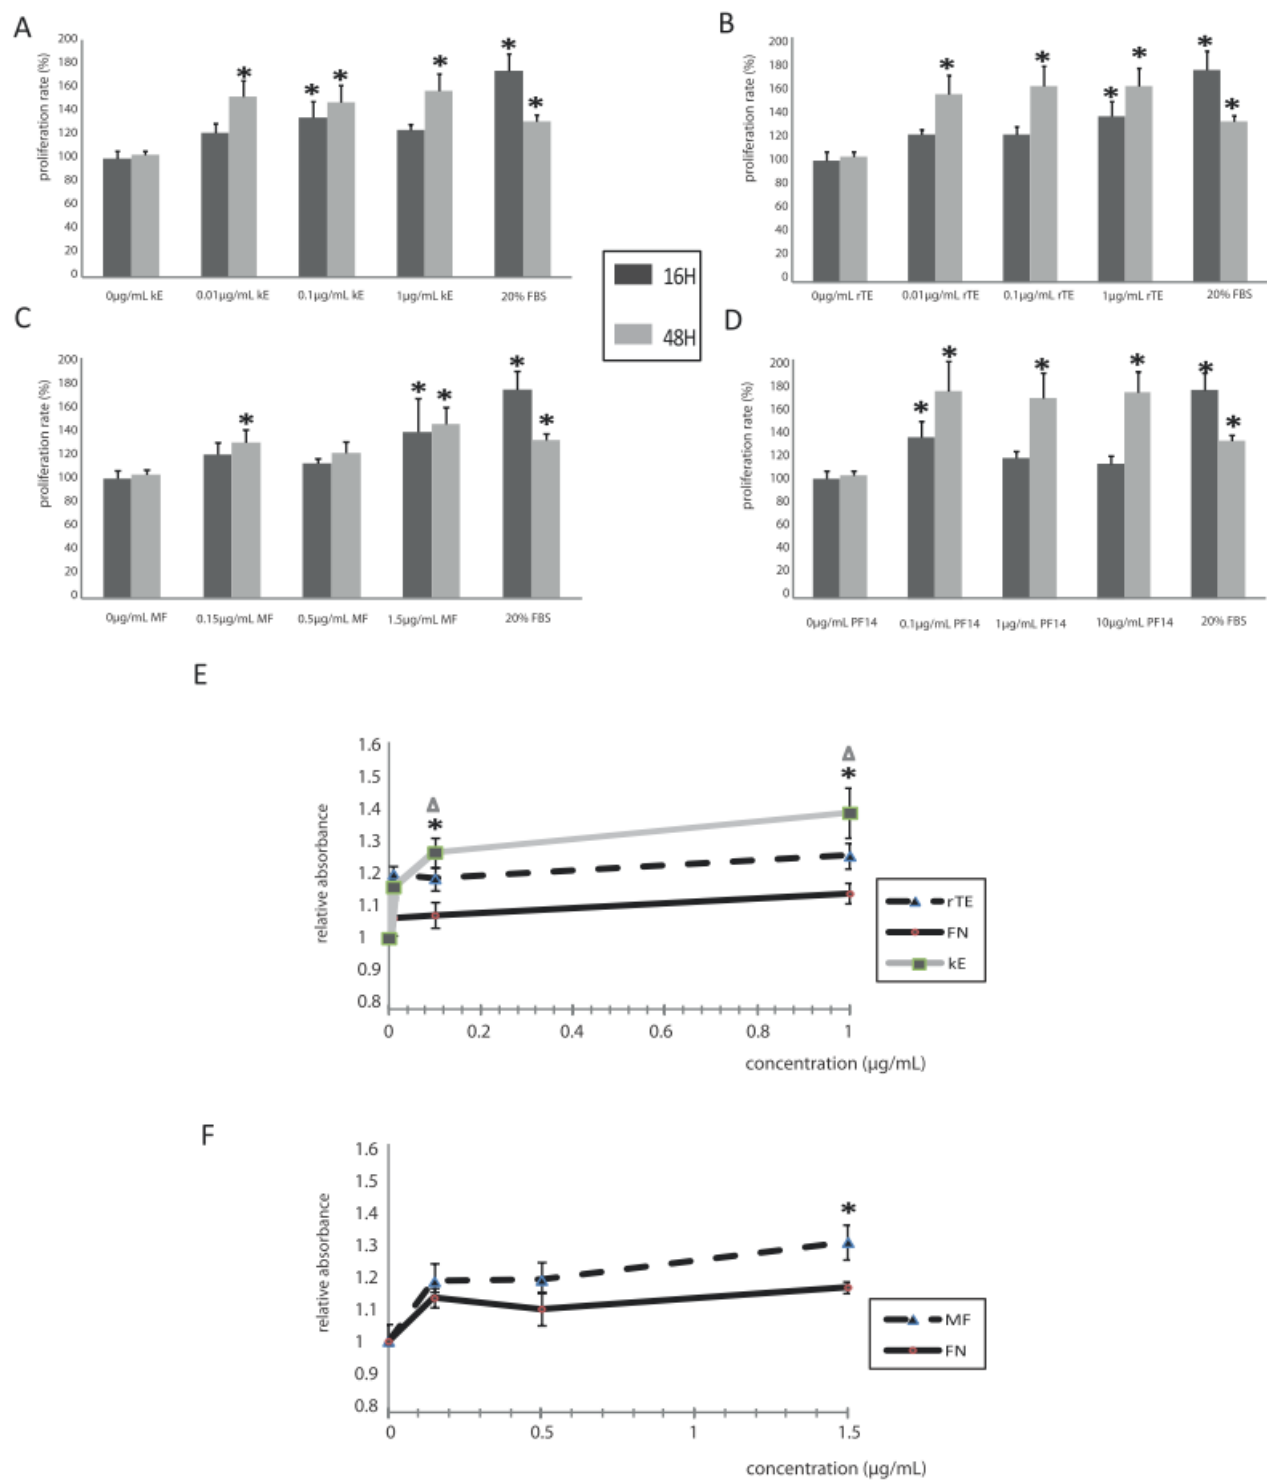 A
proliferation rate (%)
200
180
160
140
120
100
80
60
40
20
0
* * * * * *
0µg/mL kE 0.01µg/mL kE 0.1µg/mL kE 1µg/mL kE 20% FBS
B
proliferation rate (%)
200
180
160
140
120
100
80
60
40
20
0
* * * * * *
0µg/mL rTE 0.01µg/mL rTE 0.1µg/mL rTE 1µg/mL rTE 20% FBS
16H
48H
C
proliferation rate (%)
200
180
160
140
120
100
80
60
40
20
0
* * * * *
0µg/mL MF 0.15µg/mL MF 0.5µg/mL MF 1.5µg/mL MF 20% FBS
D
proliferation rate (%)
200
180
160
140
120
100
80
60
40
20
0
* * * * * *
0µg/mL PF14 0.1µg/mL PF14 1µg/mL PF14 10µg/mL PF14 20% FBS
E
relative absorbance
1.6
1.5
1.4
1.3
1.2
1.1
1
0.9
0.8
Δ Δ
* *
0 0.2 0.4 0.6 0.8 1
concentration (µg/mL)
rTE
FN
kE
F
relative absorbance
1.6
1.5
1.4
1.3
1.2
1.1
1
0.9
0.8
*
0 0.5 1 1.5
concentration (µg/mL)
MF
FN